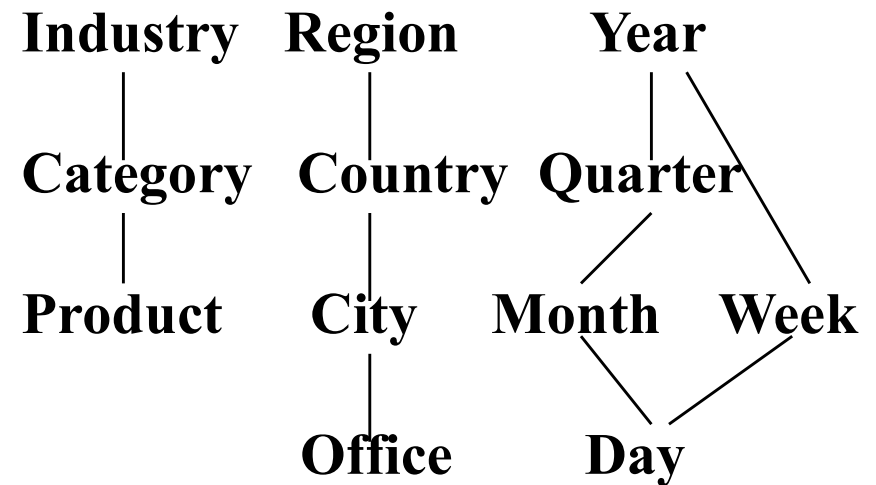 Industry Region Year
Category Country Quarter
Product City Month Week
Office Day